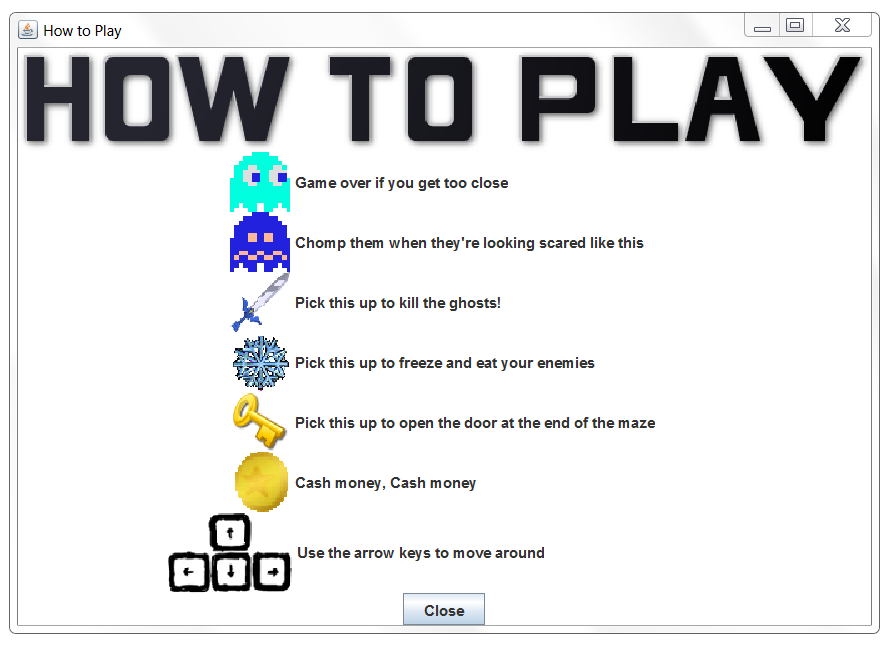 How to Play
HOW TO PLAY
Game over if you get too close
Chomp them when they're looking scared like this
Pick this up to kill the ghosts!
Pick this up to freeze and eat your enemies
Pick this up to open the door at the end of the maze
Cash money, Cash money
Use the arrow keys to move around
Close